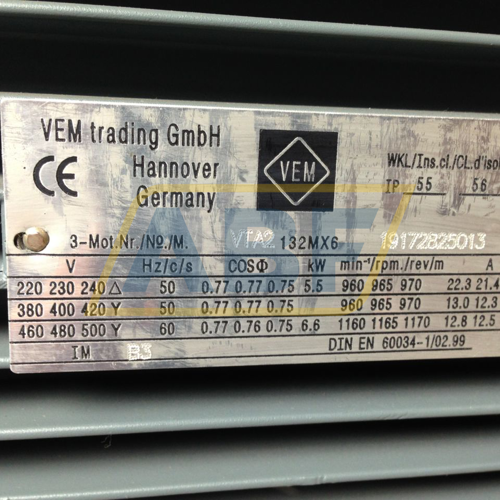 VEM trading GmbH
Hannover
Germany
CE
VEM
WKL/Ins.cl./CL.d'iso
IP 55 56
3-Mot.Nr./No./M. VTA2 132MX6 19172825013
V Hz/c/s COSΦ kW min⁻¹/rpm./rev/m A
220 230 240 △ 50 0.77 0.77 0.75 5.5 960 965 970 22.3 21.4
380 400 420 Y 50 0.77 0.77 0.75 960 965 970 13.0 12.3
460 480 500 Y 60 0.77 0.76 0.75 6.6 1160 1165 1170 12.8 12.5
IM B3 DIN EN 60034-1/02.99
ABF